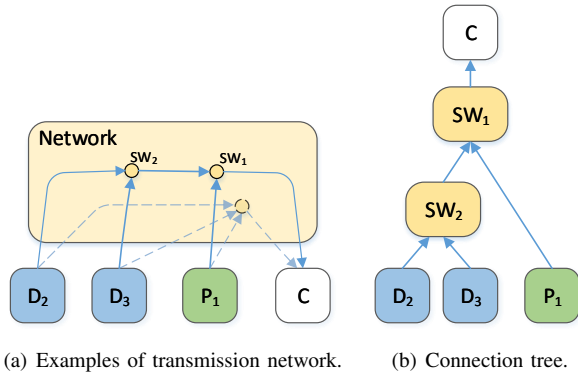 Network
SW₂
SW₁
D₂
D₃
P₁
C
(a) Examples of transmission network.
C
SW₁
SW₂
D₂
D₃
P₁
(b) Connection tree.